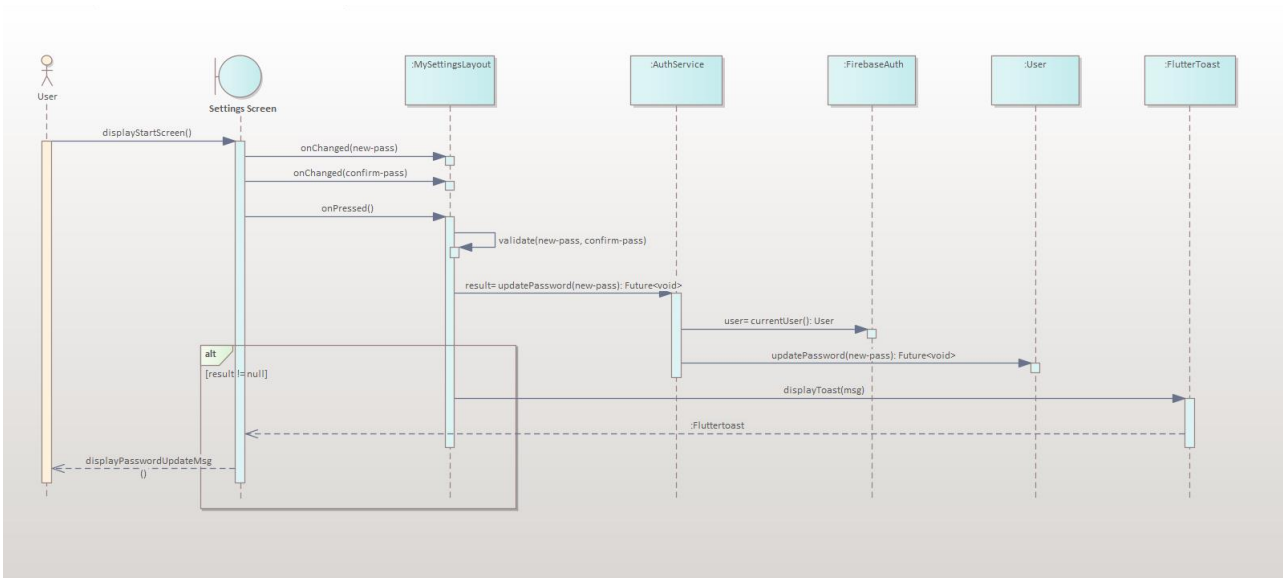 :MySettingsLayout
:AuthService
:FirebaseAuth
:User
:FlutterToast
User
Settings Screen
displayStartScreen()
onChanged(new-pass)
onChanged(confirm-pass)
onPressed()
validate(new-pass, confirm-pass)
result= updatePassword(new-pass): Future<void>
user= currentUser(): User
alt
updatePassword(new-pass): Future<void>
[result != null]
displayToast(msg)
:Fluttertoast
displayPasswordUpdateMsg
()